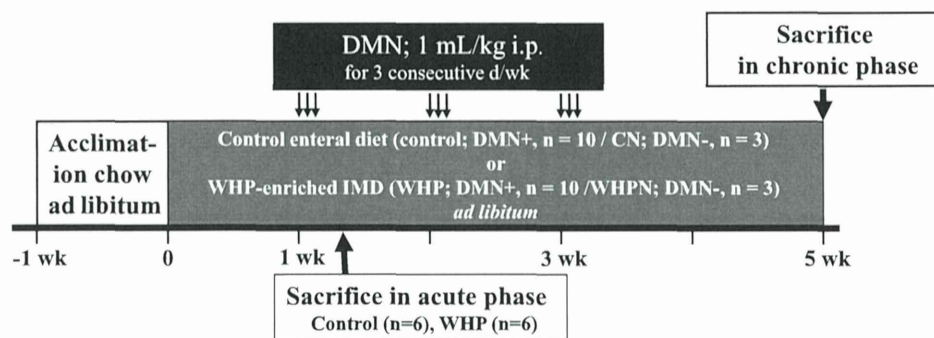 DMN; 1 mL/kg i.p.
for 3 consecutive d/wk
Sacrifice
in chronic phase
Acclimat-
ion chow
ad libitum
Control enteral diet (control; DMN+, n = 10 / CN; DMN-, n = 3)
or
WHP-enriched IMD (WHP; DMN+, n = 10 /WHPN; DMN-, n = 3)
ad libitum
-1 wk 0 1 wk 3 wk 5 wk
Sacrifice in acute phase
Control (n=6), WHP (n=6)